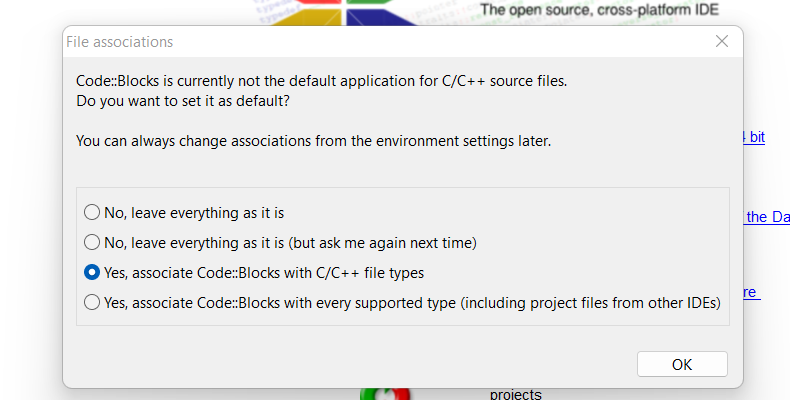 The open source, cross-platform IDE
File associations
Code::Blocks is currently not the default application for C/C++ source files.
Do you want to set it as default?
You can always change associations from the environment settings later.
bit
the Da
re
No, leave everything as it is
No, leave everything as it is (but ask me again next time)
Yes, associate Code::Blocks with C/C++ file types
Yes, associate Code::Blocks with every supported type (including project files from other IDEs)
OK
projects